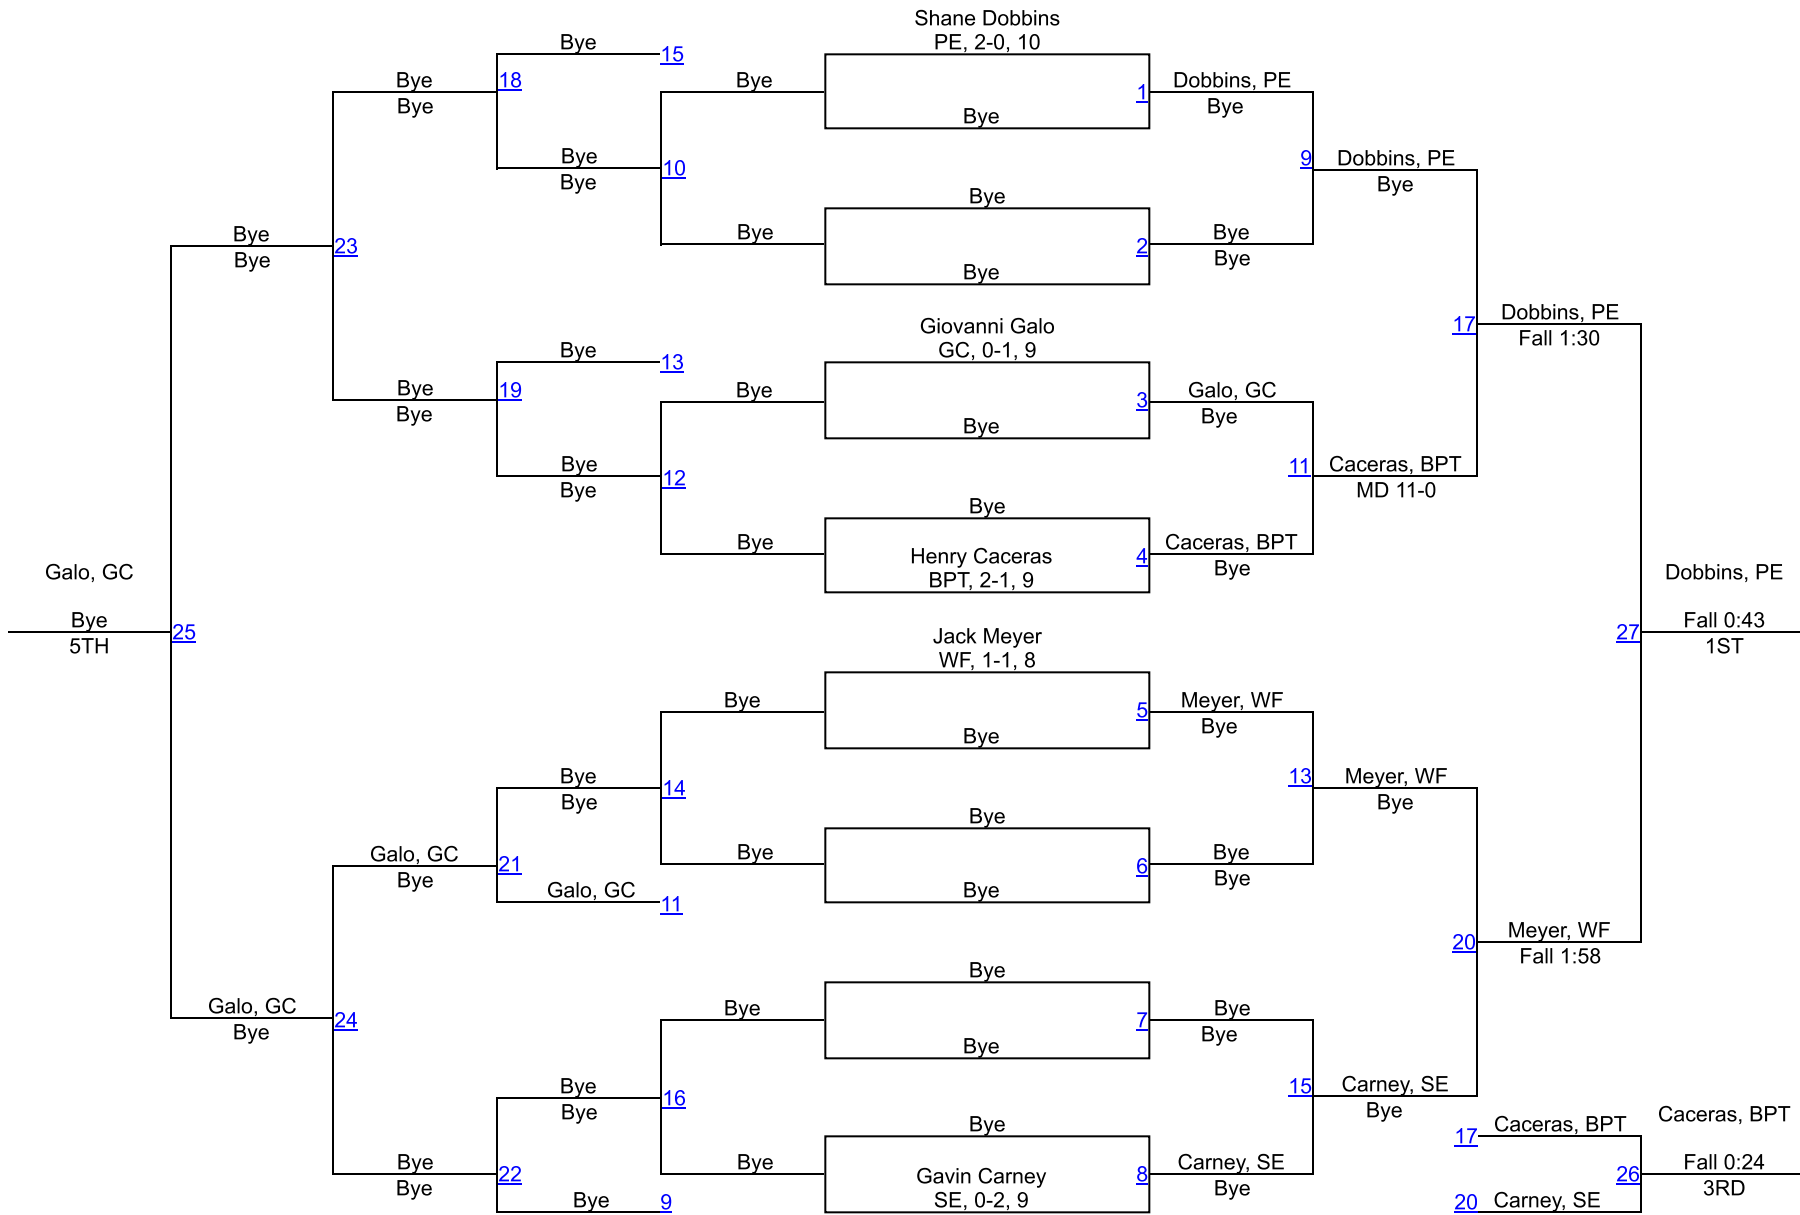 Shane Dobbins
PE, 2-0, 10
Bye
15
Bye
18
Bye
Bye
1
Dobbins, PE
Bye
Bye
Bye
Bye
10
Bye
9
Dobbins, PE
Bye
Bye
Bye
23
Bye
Bye
2
Bye
Bye
Bye
Bye
Giovanni Galo
GC, 0-1, 9
17
Dobbins, PE
Fall 1:30
Bye
13
Bye
19
Bye
Bye
3
Galo, GC
Bye
Bye
Bye
Bye
12
Bye
11
Caceras, BPT
MD 11-0
Bye
Bye
Henry Caceras
BPT, 2-1, 9
4
Caceras, BPT
Bye
Galo, GC
Bye
5TH
25
Dobbins, PE
27
Fall 0:43
1ST
Jack Meyer
WF, 1-1, 8
Bye
5
Meyer, WF
Bye
Bye
Bye
14
Bye
13
Meyer, WF
Bye
Galo, GC
21
Bye
Galo, GC
11
Bye
Bye
6
Bye
Bye
Bye
20
Meyer, WF
Fall 1:58
Galo, GC
24
Bye
Bye
Bye
7
Bye
Bye
Bye
Bye
16
Bye
15
Carney, SE
Bye
Bye
22
Bye
Bye
9
Bye
Bye
Gavin Carney
SE, 0-2, 9
8
Carney, SE
Bye
17
Caceras, BPT
Caceras, BPT
26
Fall 0:24
3RD
20
Carney, SE